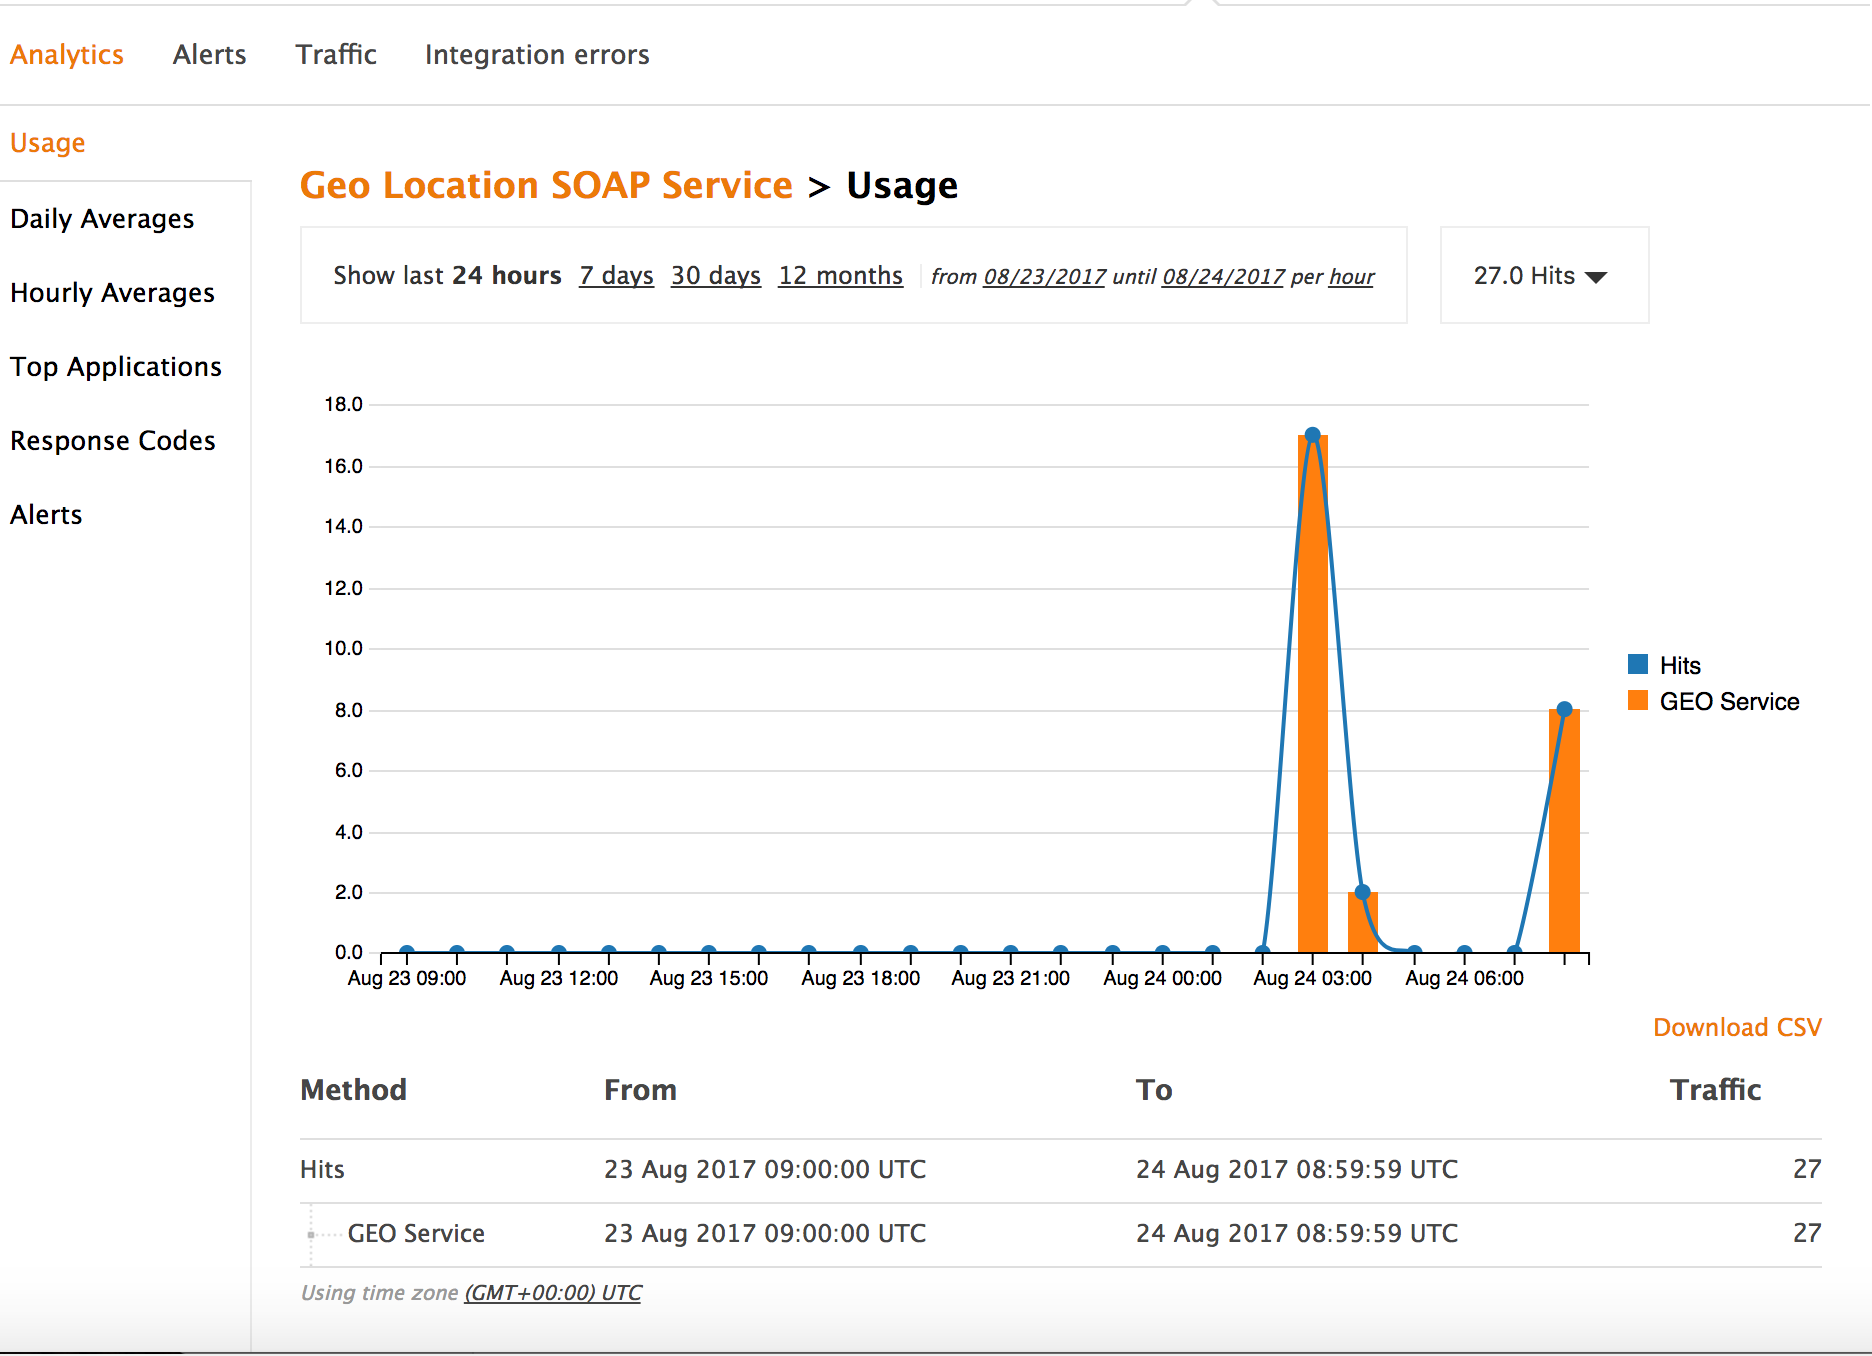 Analytics Alerts Traffic Integration errors
Usage
Daily Averages
Hourly Averages
Top Applications
Response Codes
Alerts
Geo Location SOAP Service > Usage
Show last 24 hours 7 days 30 days 12 months from 08/23/2017 until 08/24/2017 per hour
27.0 Hits
18.0
16.0
14.0
12.0
10.0
8.0
6.0
4.0
2.0
0.0
Aug 23 09:00 Aug 23 12:00 Aug 23 15:00 Aug 23 18:00 Aug 23 21:00 Aug 24 00:00 Aug 24 03:00 Aug 24 06:00
Hits
GEO Service
Download CSV
Method From To Traffic
Hits 23 Aug 2017 09:00:00 UTC 24 Aug 2017 08:59:59 UTC 27
GEO Service 23 Aug 2017 09:00:00 UTC 24 Aug 2017 08:59:59 UTC 27
Using time zone (GMT+00:00) UTC